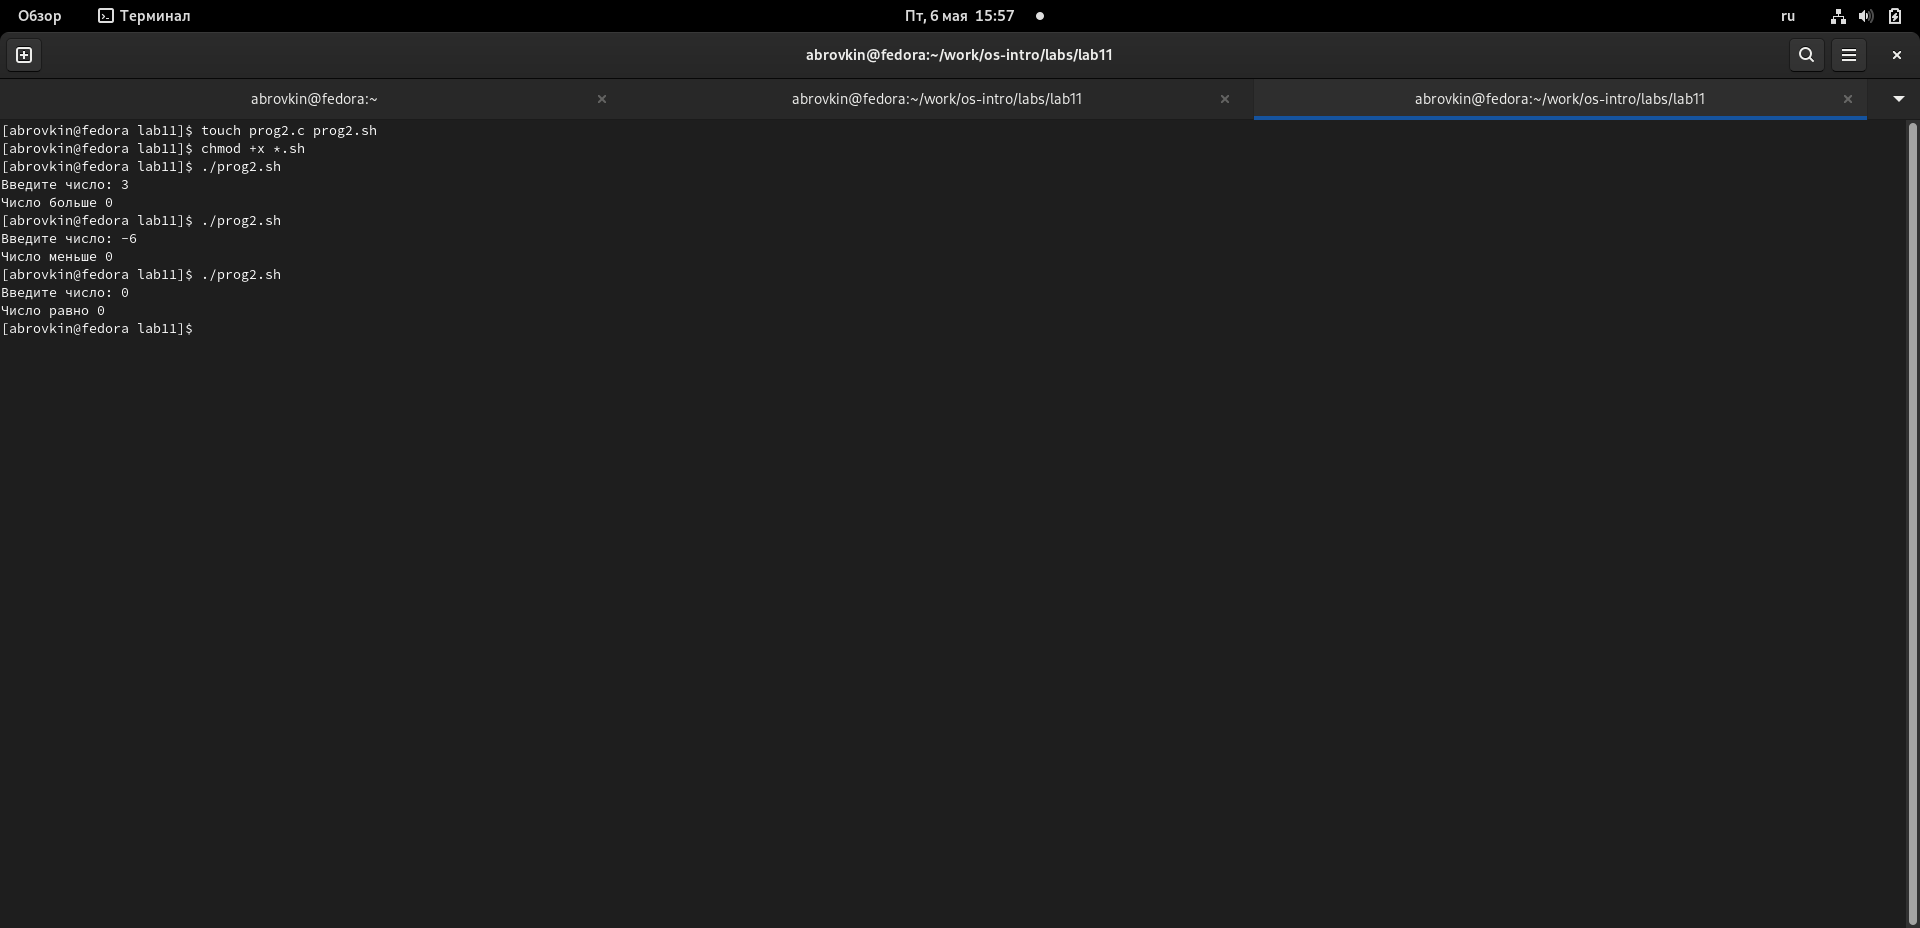 Обзор Терминал Пт, 6 мая 15:57 ru
abrovkin@fedora:~/work/os-intro/labs/lab11
abrovkin@fedora:~ abrovkin@fedora:~/work/os-intro/labs/lab11 abrovkin@fedora:~/work/os-intro/labs/lab11
[abrovkin@fedora lab11]$ touch prog2.c prog2.sh
[abrovkin@fedora lab11]$ chmod +x *.sh
[abrovkin@fedora lab11]$ ./prog2.sh
Введите число: 3
Число больше 0
[abrovkin@fedora lab11]$ ./prog2.sh
Введите число: -6
Число меньше 0
[abrovkin@fedora lab11]$ ./prog2.sh
Введите число: 0
Число равно 0
[abrovkin@fedora lab11]$